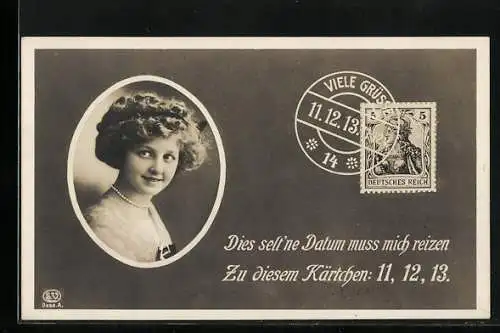 VIELE GRÜSSE
11.12.13.
14
5 5
DEUTSCHES REICH
Dies selt'ne Datum muss mich reizen
Zu diesem Kärtchen: 11, 12, 13.